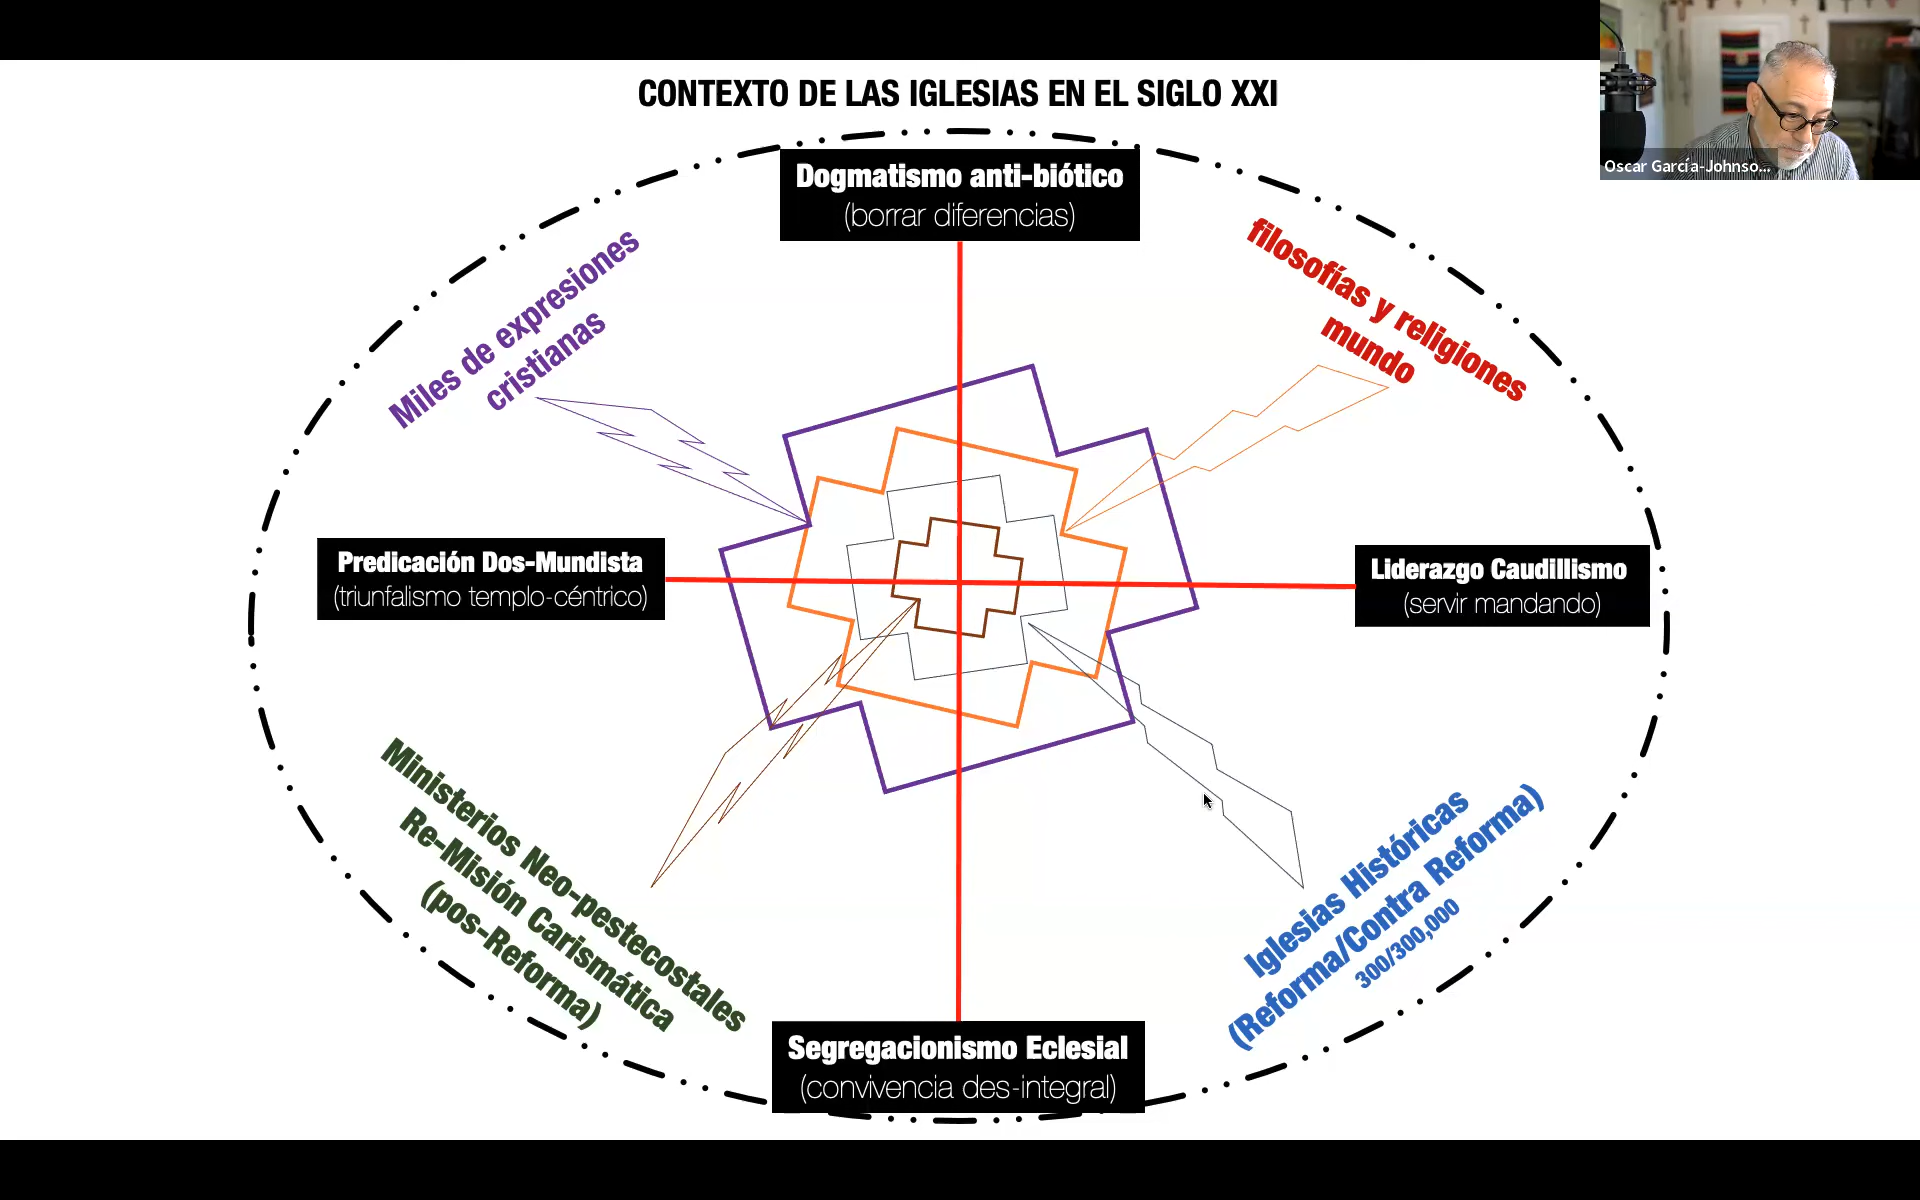 CONTEXTO DE LAS IGLESIAS EN EL SIGLO XXI
Oscar García-Johnso...
Dogmatismo anti-biótico
(borrar diferencias)
Miles de expresiones
cristianas
filosofías y religiones
mundo
Predicación Dos-Mundista
(triunfalismo templo-céntrico)
Liderazgo Caudillismo
(servir mandando)
Ministerios Neo-pestecostales
Re-Misión Carismática
(pos-Reforma)
Iglesias Históricas
(Reforma/Contra Reforma)
300/300,000
Segregacionismo Eclesial
(convivencia des-integral)